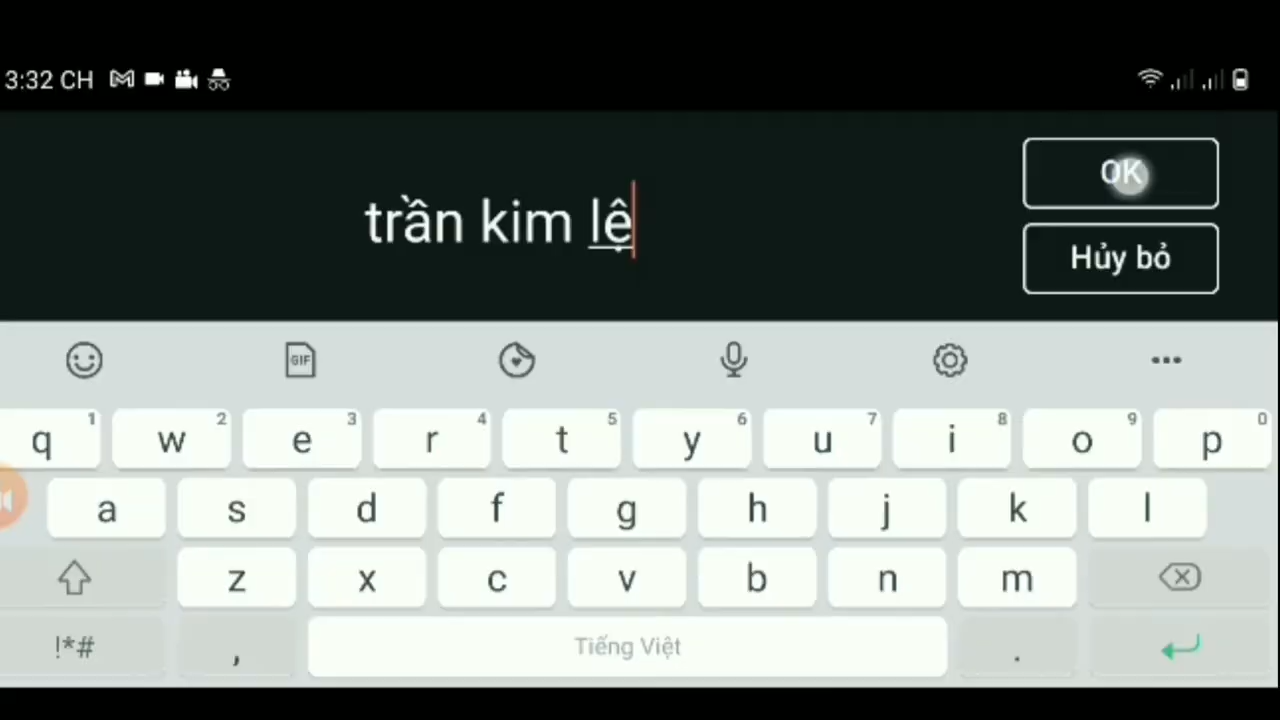 3:32 CH
OK
trần kim lệ
Hủy bỏ
GIF
1 2 3 4 5 6 7 8 9 0
q w e r t y u i o p
a s d f g h j k l
z x c v b n m
!*# , Tiếng Việt .